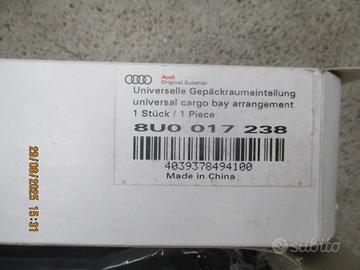 Audi
Original Zubehör
Universelle Gepäckraumeinteilung
universal cargo bay arrangement
1 Stück / 1 Piece
8U0 017 238
4039378494100
Made in China
29/08/2025 15:31
subito